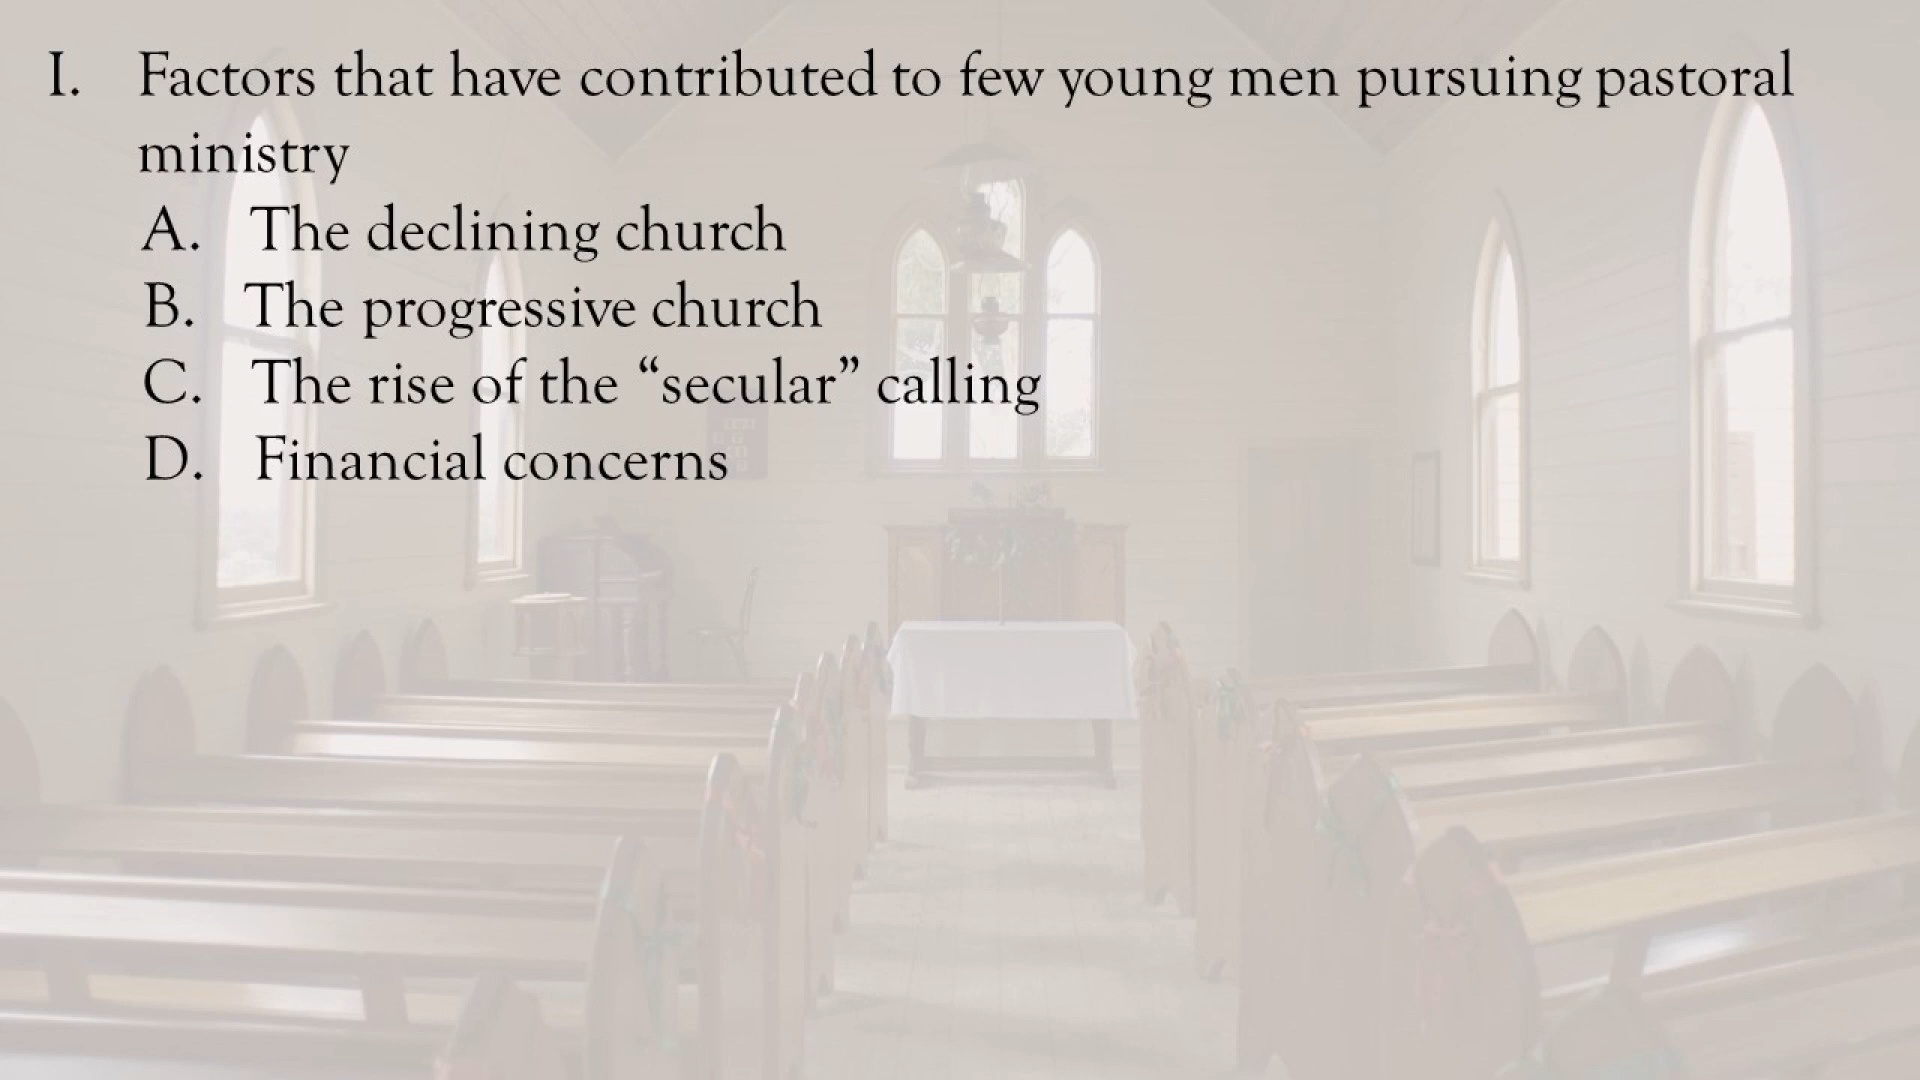 I. Factors that have contributed to few young men pursuing pastoral
ministry
A. The declining church
B. The progressive church
C. The rise of the “secular” calling
D. Financial concerns